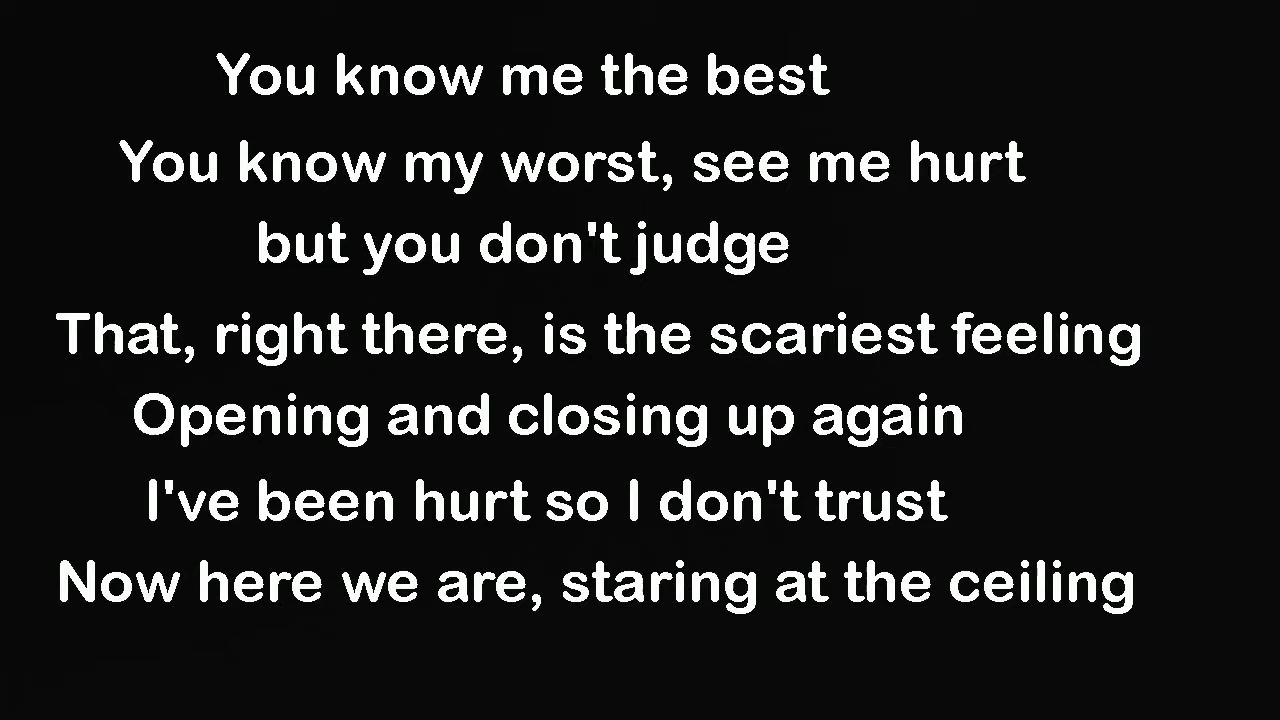 You know me the best
You know my worst, see me hurt
but you don't judge
That, right there, is the scariest feeling
Opening and closing up again
I've been hurt so I don't trust
Now here we are, staring at the ceiling